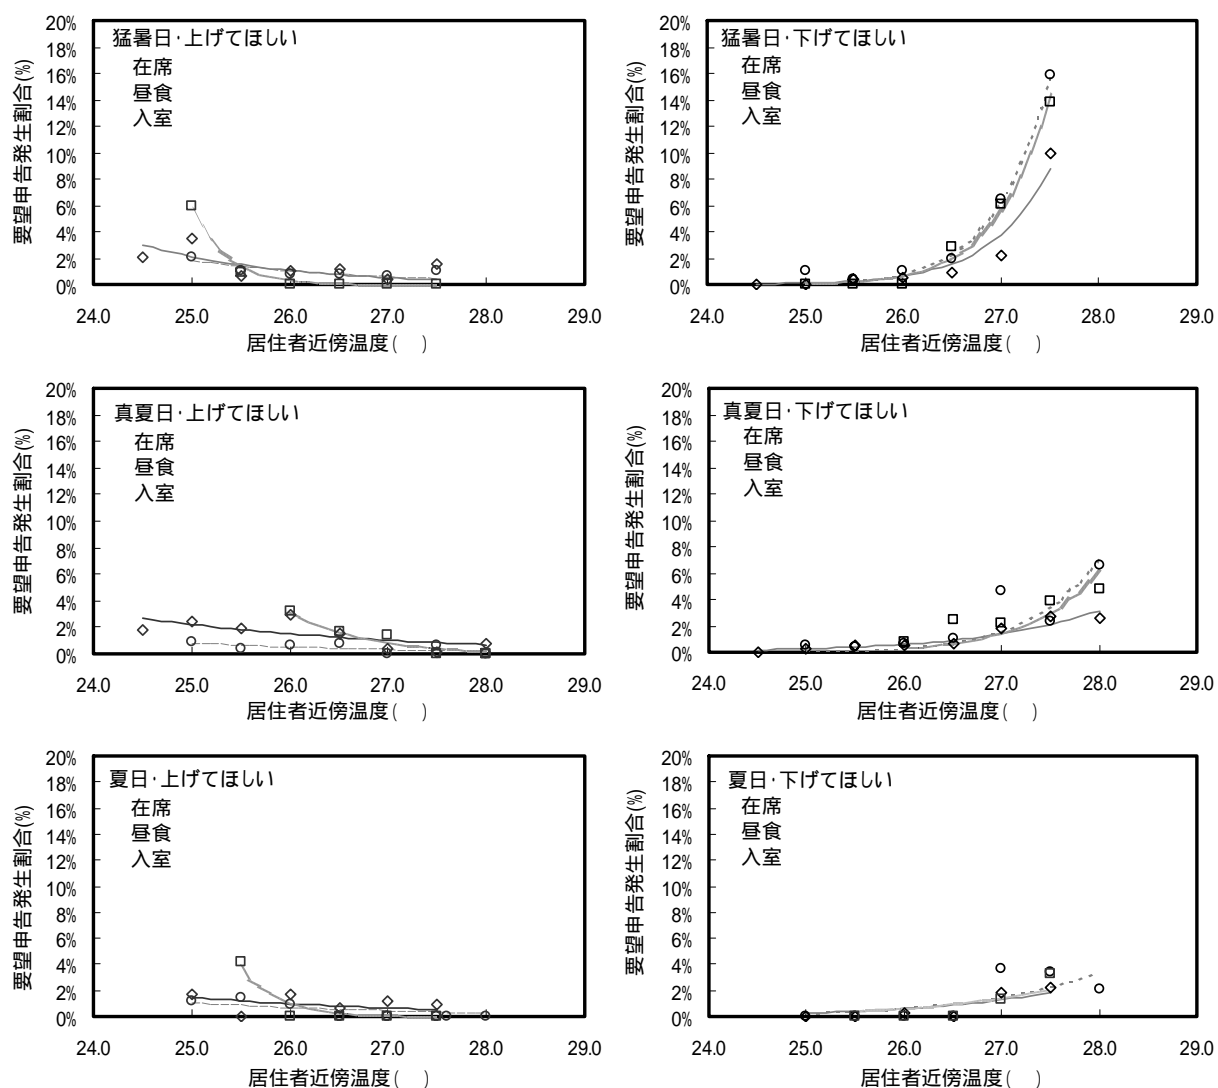 20%
18%
16%
14%
12%
10%
8%
6%
4%
2%
0%
要望申告発生割合(%)
猛暑日・上げてほしい
在席
昼食
入室
24.0 25.0 26.0 27.0 28.0 29.0
居住者近傍温度( )
20%
18%
16%
14%
12%
10%
8%
6%
4%
2%
0%
要望申告発生割合(%)
猛暑日・下げてほしい
在席
昼食
入室
24.0 25.0 26.0 27.0 28.0 29.0
居住者近傍温度( )
20%
18%
16%
14%
12%
10%
8%
6%
4%
2%
0%
要望申告発生割合(%)
真夏日・上げてほしい
在席
昼食
入室
24.0 25.0 26.0 27.0 28.0 29.0
居住者近傍温度( )
20%
18%
16%
14%
12%
10%
8%
6%
4%
2%
0%
要望申告発生割合(%)
真夏日・下げてほしい
在席
昼食
入室
24.0 25.0 26.0 27.0 28.0 29.0
居住者近傍温度( )
20%
18%
16%
14%
12%
10%
8%
6%
4%
2%
0%
要望申告発生割合(%)
夏日・上げてほしい
在席
昼食
入室
24.0 25.0 26.0 27.0 28.0 29.0
居住者近傍温度( )
20%
18%
16%
14%
12%
10%
8%
6%
4%
2%
0%
要望申告発生割合(%)
夏日・下げてほしい
在席
昼食
入室
24.0 25.0 26.0 27.0 28.0 29.0
居住者近傍温度( )